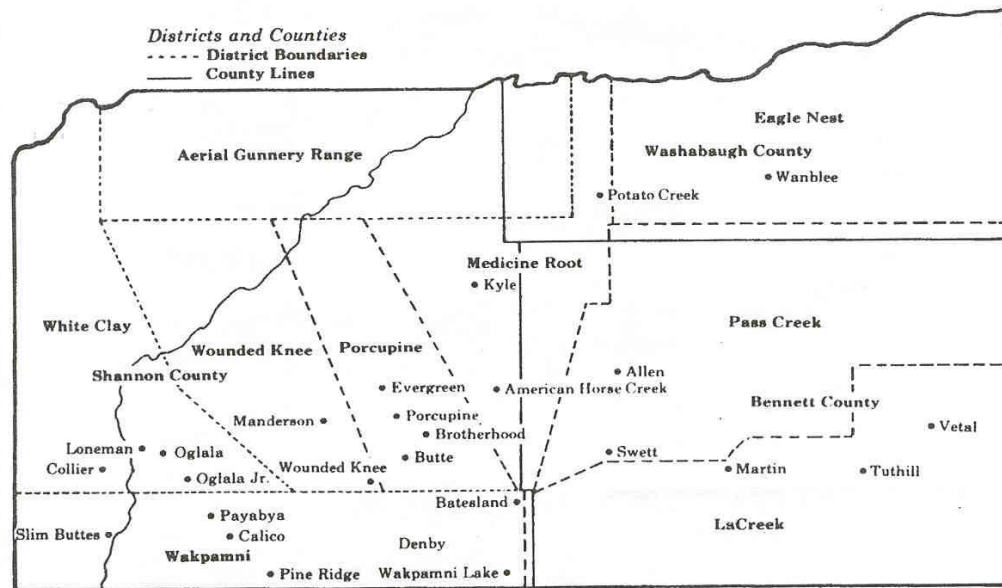 Districts and Counties
District Boundaries
County Lines
Eagle Nest
Washabaugh County
Aerial Gunnery Range
Wanblee
Potato Creek
Medicine Root
Kyle
White Clay
Pass Creek
Wounded Knee
Porcupine
Shannon County
Allen
Evergreen
American Horse Creek
Bennett County
Porcupine
Manderson
Brotherhood
Vetal
Loneman
Oglala
Swett
Butte
Collier
Wounded Knee
Martin
Tuthill
Oglala Jr.
Batesland
Payabya
LaCreek
Slim Buttes
Calico
Denby
Wakpamni
Pine Ridge
Wakpamni Lake